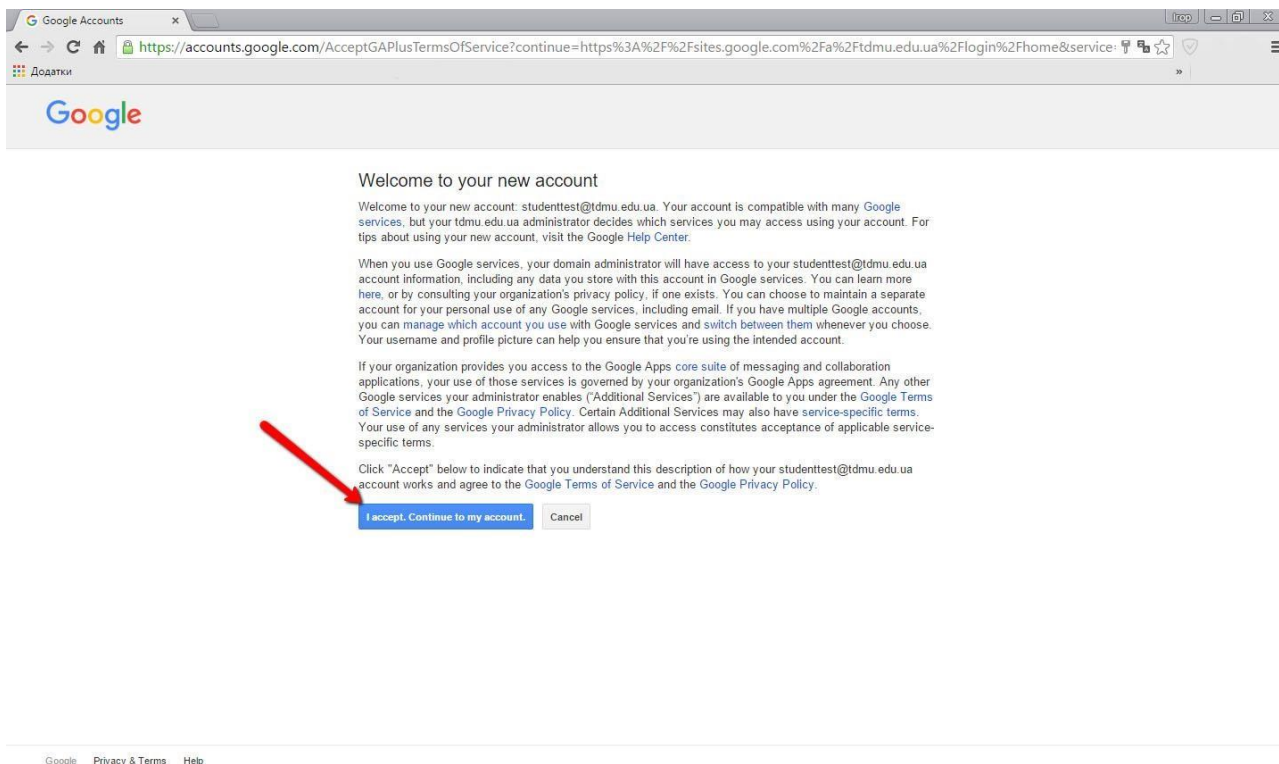 Google Accounts
Ігор
https://accounts.google.com/AcceptGAPlusTermsOfService?continue=https%3A%2F%2Fsites.google.com%2Fa%2Ftdmu.edu.ua%2Flogin%2Fhome&service
Додатки
»
Google
Welcome to your new account
Welcome to your new account: studenttest@tdmu.edu.ua. Your account is compatible with many Google
services, but your tdmu.edu.ua administrator decides which services you may access using your account. For
tips about using your new account, visit the Google Help Center.
When you use Google services, your domain administrator will have access to your studenttest@tdmu.edu.ua
account information, including any data you store with this account in Google services. You can learn more
here, or by consulting your organization's privacy policy, if one exists. You can choose to maintain a separate
account for your personal use of any Google services, including email. If you have multiple Google accounts,
you can manage which account you use with Google services and switch between them whenever you choose.
Your username and profile picture can help you ensure that you're using the intended account.
If your organization provides you access to the Google Apps core suite of messaging and collaboration
applications, your use of those services is governed by your organization's Google Apps agreement. Any other
Google services your administrator enables ("Additional Services") are available to you under the Google Terms
of Service and the Google Privacy Policy. Certain Additional Services may also have service-specific terms.
Your use of any services your administrator allows you to access constitutes acceptance of applicable service-
specific terms.
Click "Accept" below to indicate that you understand this description of how your studenttest@tdmu.edu.ua
account works and agree to the Google Terms of Service and the Google Privacy Policy.
I accept. Continue to my account.
Cancel
Google Privacy & Terms Help